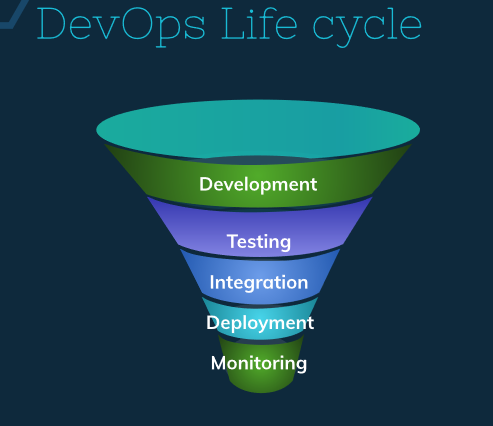 DevOps Life cycle
Development
Testing
Integration
Deployment
Monitoring